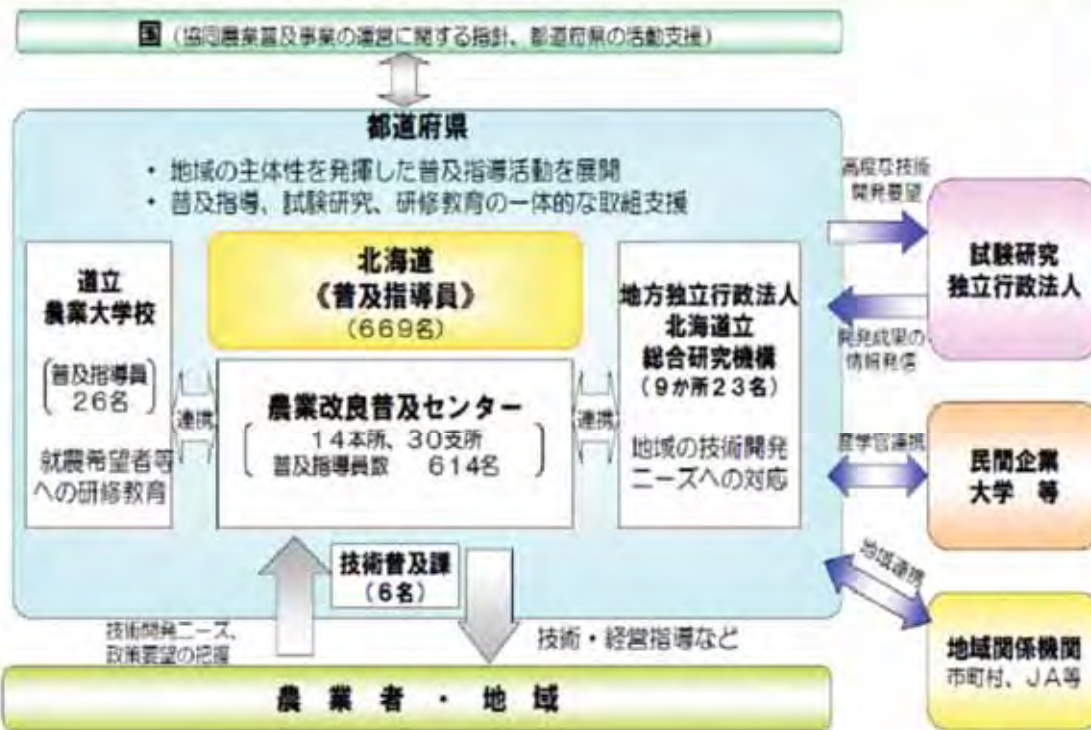 国（協同農業普及事業の運営に関する指針、都道府県の活動支援）
都道府県
・ 地域の主体性を発揮した普及指導活動を展開
・ 普及指導、試験研究、研修教育の一体的な取組支援
道立
農業大学校
普及指導員
26名
就農希望者等
への研修教育
連携
北海道
《普及指導員》
（669名）
農業改良普及センター
14本所、30支所
普及指導員数　614名
連携
地方独立行政法人
北海道立
総合研究機構
（9か所23名）
地域の技術開発
ニーズへの対応
技術普及課
（6名）
技術開発ニーズ、
政策要望の把握
技術・経営指導など
農業者・地域
高度な技術
開発要望
試験研究
独立行政法人
開発成果の
情報発信
産学官連携
民間企業
大学　等
地域連携
地域関係機関
市町村、JA等